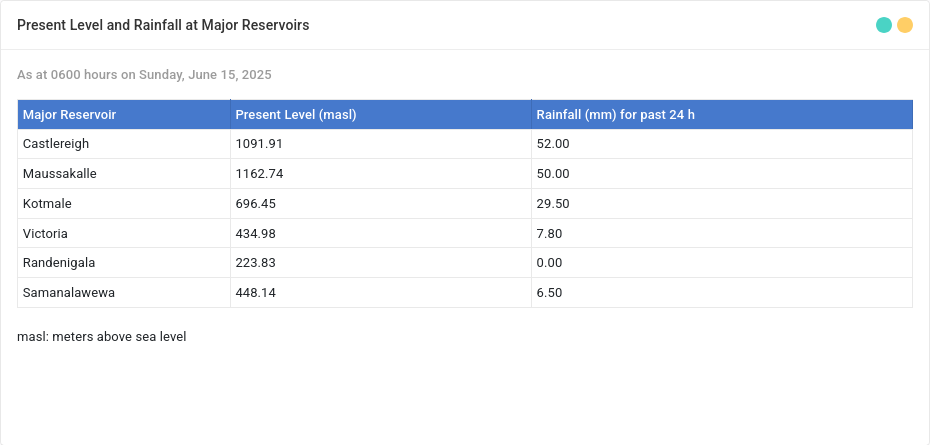 Present Level and Rainfall at Major Reservoirs
As at 0600 hours on Sunday, June 15, 2025
Major Reservoir Present Level (masl) Rainfall (mm) for past 24 h
Castlereigh 1091.91 52.00
Maussakalle 1162.74 50.00
Kotmale 696.45 29.50
Victoria 434.98 7.80
Randenigala 223.83 0.00
Samanalawewa 448.14 6.50
masl: meters above sea level